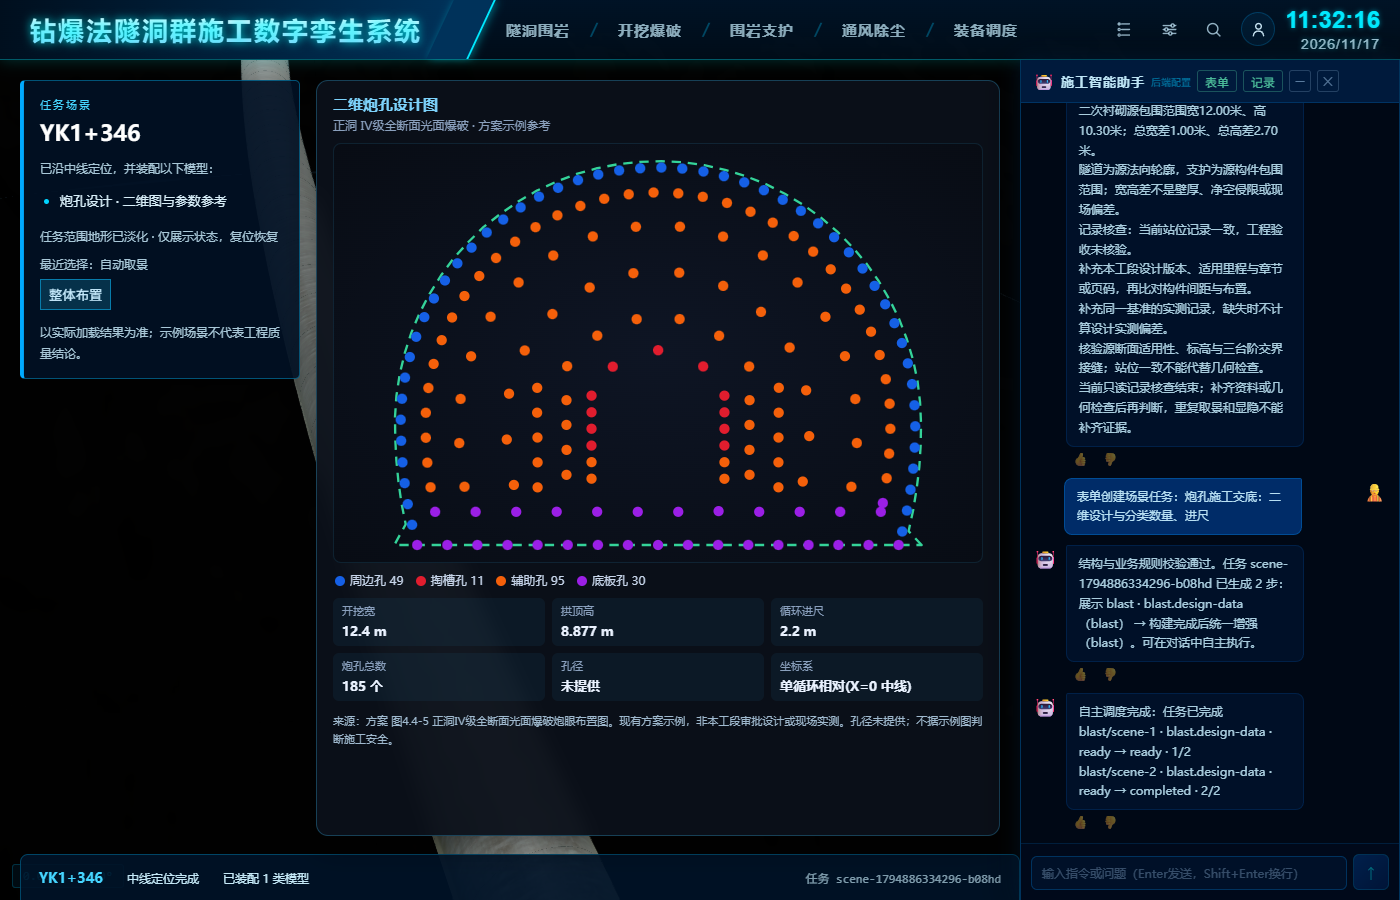 钻爆法隧洞群施工数字孪生系统
隧洞围岩 / 开挖爆破 / 围岩支护 / 通风除尘 / 装备调度
11:32:16
2026/11/17
任务场景
YK1+346
已沿中线定位，并装配以下模型：
炮孔设计 · 二维图与参数参考
任务范围地形已淡化 · 仅展示状态，复位恢复
最近选择：自动取景
整体布置
以实际加载结果为准；示例场景不代表工程质
量结论。
二维炮孔设计图
正洞 IV级全断面光面爆破 · 方案示例参考
周边孔 49 掏槽孔 11 辅助孔 95 底板孔 30
开挖宽
12.4 m
拱顶高
8.877 m
循环进尺
2.2 m
炮孔总数
185 个
孔径
未提供
坐标系
单循环相对(X=0 中线)
来源：方案 图4.4-5 正洞IV级全断面光面爆破炮眼布置图。现有方案示例，非本工段审批设计或现场实测。孔径未提供；不据示例图判
断施工安全。
施工智能助手 后端配置 表单 记录
二次衬砌源包围范围宽12.00米、高
10.30米；总宽差1.00米、总高差2.70
米。
隧道为源法向轮廓，支护为源构件包围
范围；宽高差不是壁厚、净空侵限或现
场偏差。
记录核查：当前站位记录一致，工程验
收未核验。
补充本工段设计版本、适用里程与章节
或页码，再比对构件间距与布置。
补充同一基准的实测记录，缺失时不计
算设计实测偏差。
核验源断面适用性、标高与三台阶交界
接缝；站位一致不能代替几何检查。
当前只读记录核查结束；补齐资料或几
何检查后再判断，重复取景和显隐不能
补齐证据。
表单创建场景任务：炮孔施工交底：二
维设计与分类数量、进尺
结构与业务规则校验通过。任务 scene-
1794886334296-b08hd 已生成 2 步：
展示 blast · blast.design-data
（blast） → 构建完成后统一增强
（blast）。可在对话中自主执行。
自主调度完成：任务已完成
blast/scene-1 · blast.design-data ·
ready → ready · 1/2
blast/scene-2 · blast.design-data ·
ready → completed · 2/2
输入指令或问题（Enter发送，Shift+Enter换行）
YK1+346 中线定位完成 已装配 1 类模型 任务 scene-1794886334296-b08hd